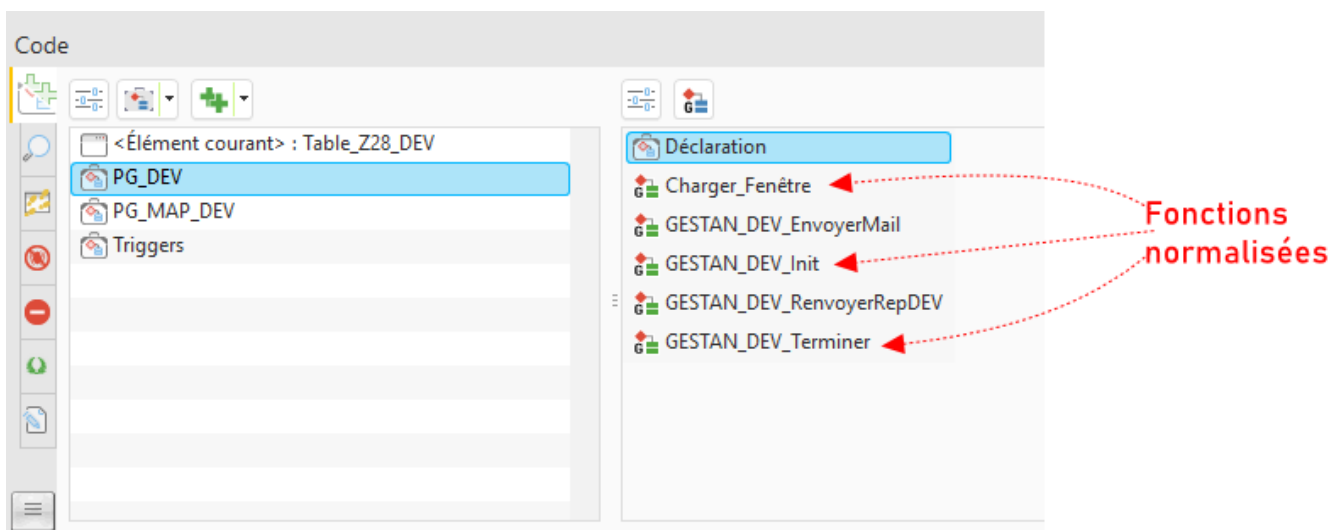 Code
<Élément courant> : Table_Z28_DEV
PG_DEV
PG_MAP_DEV
Triggers
G
Déclaration
G Charger_Fenêtre
G GESTAN_DEV_EnvoyerMail
G GESTAN_DEV_Init
G GESTAN_DEV_RenvoyerRepDEV
G GESTAN_DEV_Terminer
Fonctions
normalisées